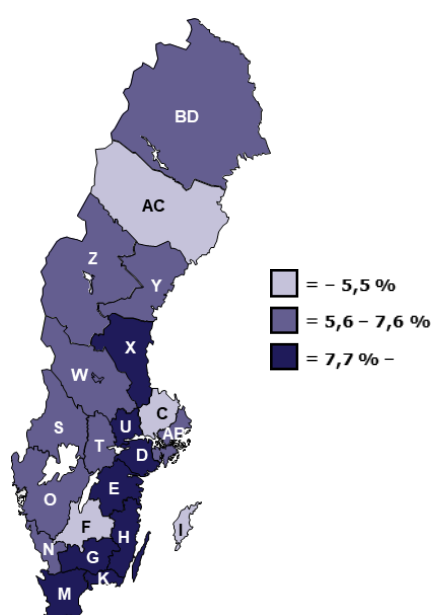 BD
AC
Z
Y
= – 5,5 %
= 5,6 – 7,6 %
= 7,7 % –
X
W
C
S
U
AB
T
D
E
O
F
I
H
N
G
K
M